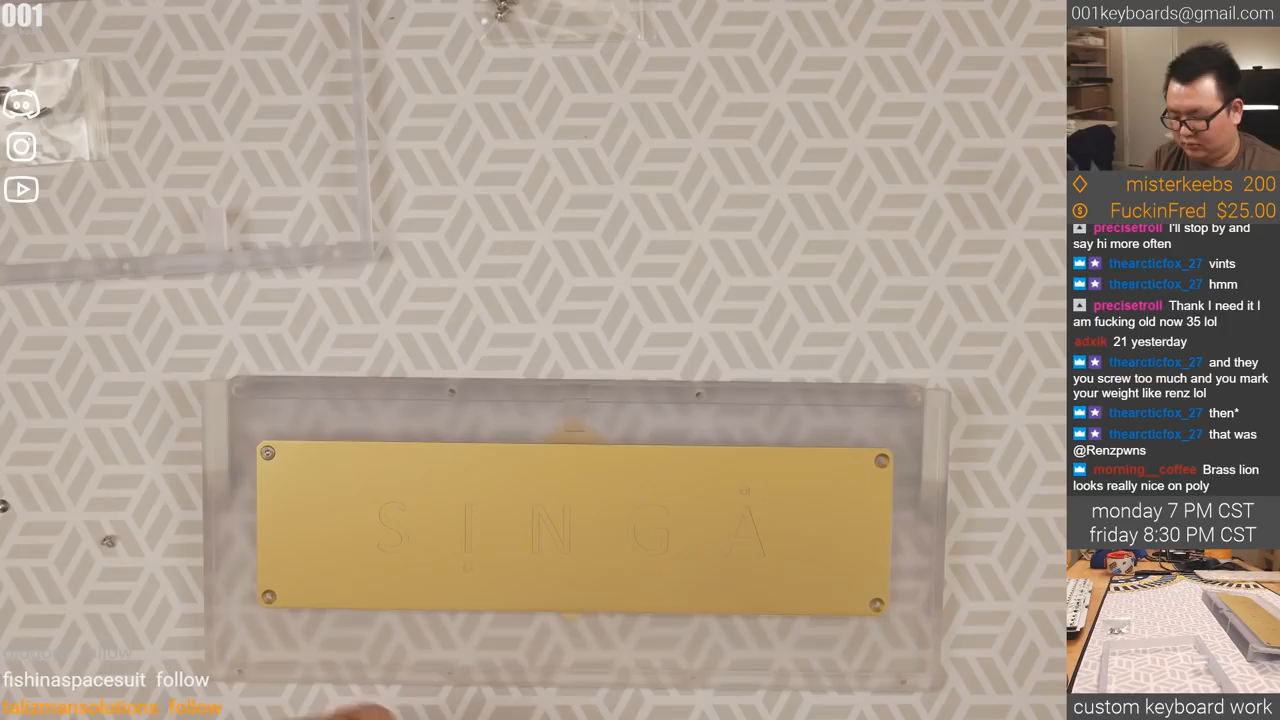 001
001keyboards@gmail.com
misterkeebs 200
FuckinFred $25.00
precisetroll I'll stop by and
say hi more often
thearcticfox_27 vints
thearcticfox_27 hmm
precisetroll Thank I need it I
am fucking old now 35 lol
adxik 21 yesterday
thearcticfox_27 and they
you screw too much and you mark
your weight like renz lol
thearcticfox_27 then*
thearcticfox_27 that was
@Renzpwns
morning__coffee Brass lion
looks really nice on poly
monday 7 PM CST
friday 8:30 PM CST
SINGA
follow
fishinaspacesuit follow
talizmansolutions follow
custom keyboard work